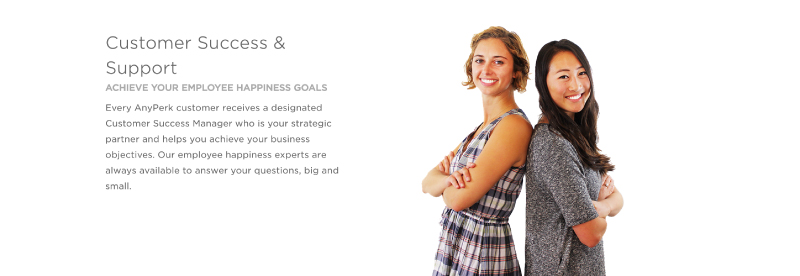 Customer Success &
Support
ACHIEVE YOUR EMPLOYEE HAPPINESS GOALS
Every AnyPerk customer receives a designated
Customer Success Manager who is your strategic
partner and helps you achieve your business
objectives. Our employee happiness experts are
always available to answer your questions, big and
small.